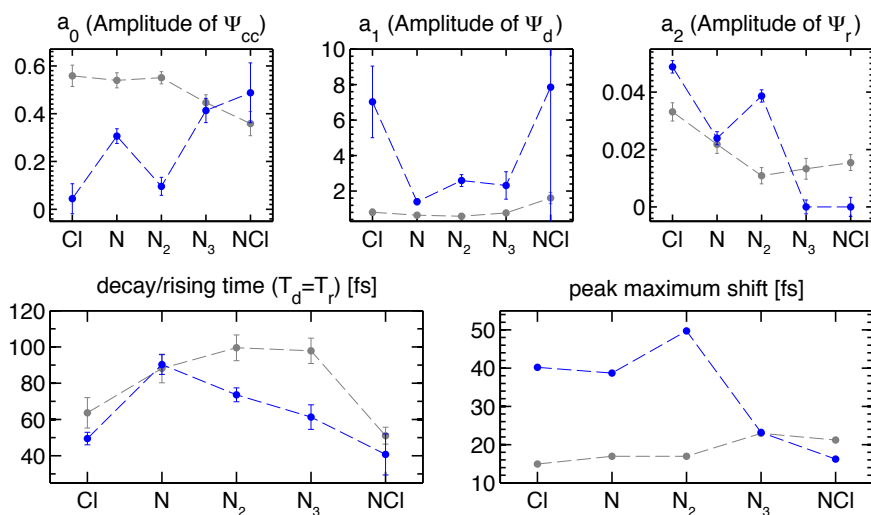 a0 (Amplitude of Ψcc)
0.6
0.4
0.2
0
Cl N N2 N3 NCl
a1 (Amplitude of Ψd)
10
8
6
4
2
Cl N N2 N3 NCl
a2 (Amplitude of Ψr)
0.04
0.02
0
Cl N N2 N3 NCl
decay/rising time (Td=Tr) [fs]
120
100
80
60
40
Cl N N2 N3 NCl
peak maximum shift [fs]
50
40
30
20
10
Cl N N2 N3 NCl